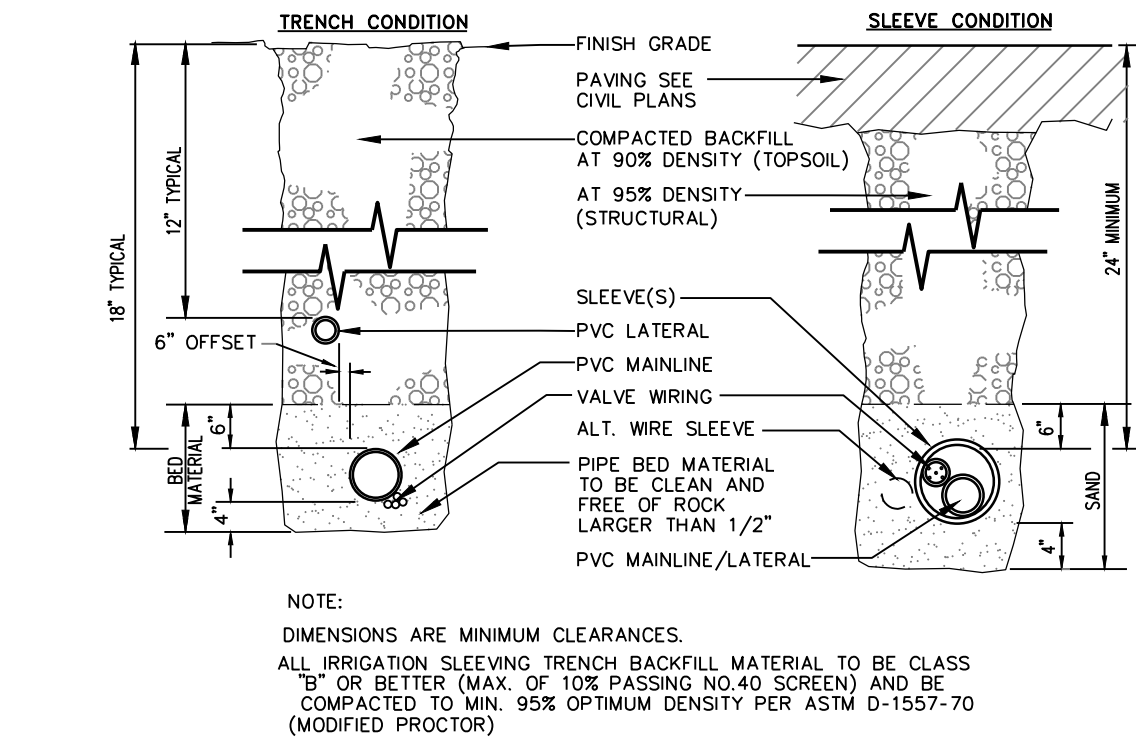 TRENCH CONDITION
SLEEVE CONDITION
FINISH GRADE
PAVING SEE
CIVIL PLANS
COMPACTED BACKFILL
AT 90% DENSITY (TOPSOIL)
AT 95% DENSITY
(STRUCTURAL)
12" TYPICAL
18" TYPICAL
24" MINIMUM
SLEEVE(S)
PVC LATERAL
6" OFFSET
PVC MAINLINE
VALVE WIRING
ALT. WIRE SLEEVE
PIPE BED MATERIAL
TO BE CLEAN AND
FREE OF ROCK
LARGER THAN 1/2"
PVC MAINLINE/LATERAL
6"
BED
MATERIAL
4"
6"
SAND
4"
NOTE:
DIMENSIONS ARE MINIMUM CLEARANCES.
ALL IRRIGATION SLEEVING TRENCH BACKFILL MATERIAL TO BE CLASS
"B" OR BETTER (MAX. OF 10% PASSING NO.40 SCREEN) AND BE
COMPACTED TO MIN. 95% OPTIMUM DENSITY PER ASTM D-1557-70
(MODIFIED PROCTOR)